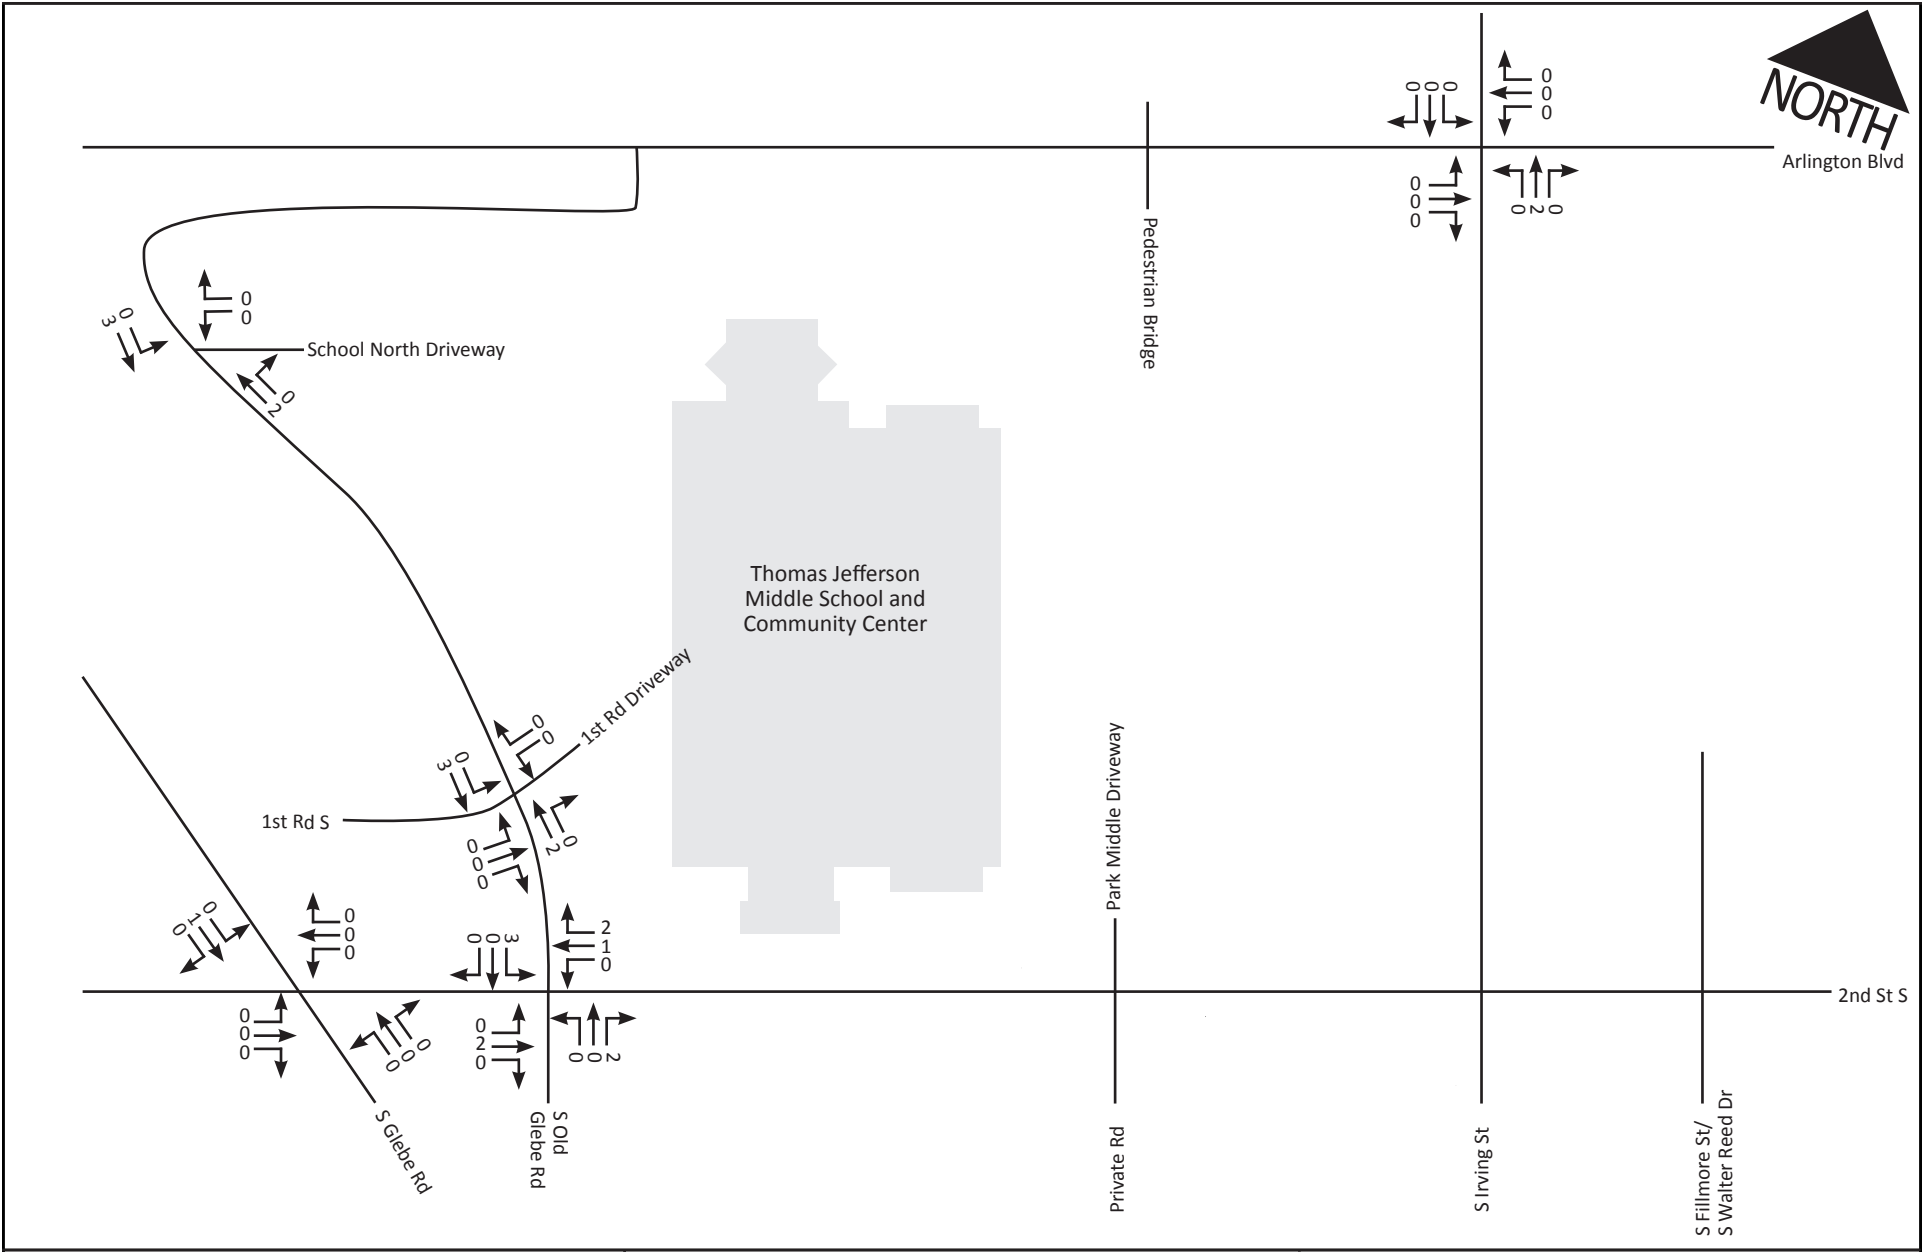 NORTH
0
0
0
0
0
0
Arlington Blvd
0
0
0
0
2
0
Pedestrian Bridge
0
3
0
0
School North Driveway
0
2
Thomas Jefferson
Middle School and
Community Center
0
0
1st Rd Driveway
0
3
1st Rd S
0
0
0
0
2
Park Middle Driveway
0
1
0
0
0
0
0
0
3
2
1
0
2nd St S
0
0
0
0
0
0
0
2
0
0
0
2
S Glebe Rd
S Old
Glebe Rd
Private Rd
S Irving St
S Fillmore St/
S Walter Reed Dr